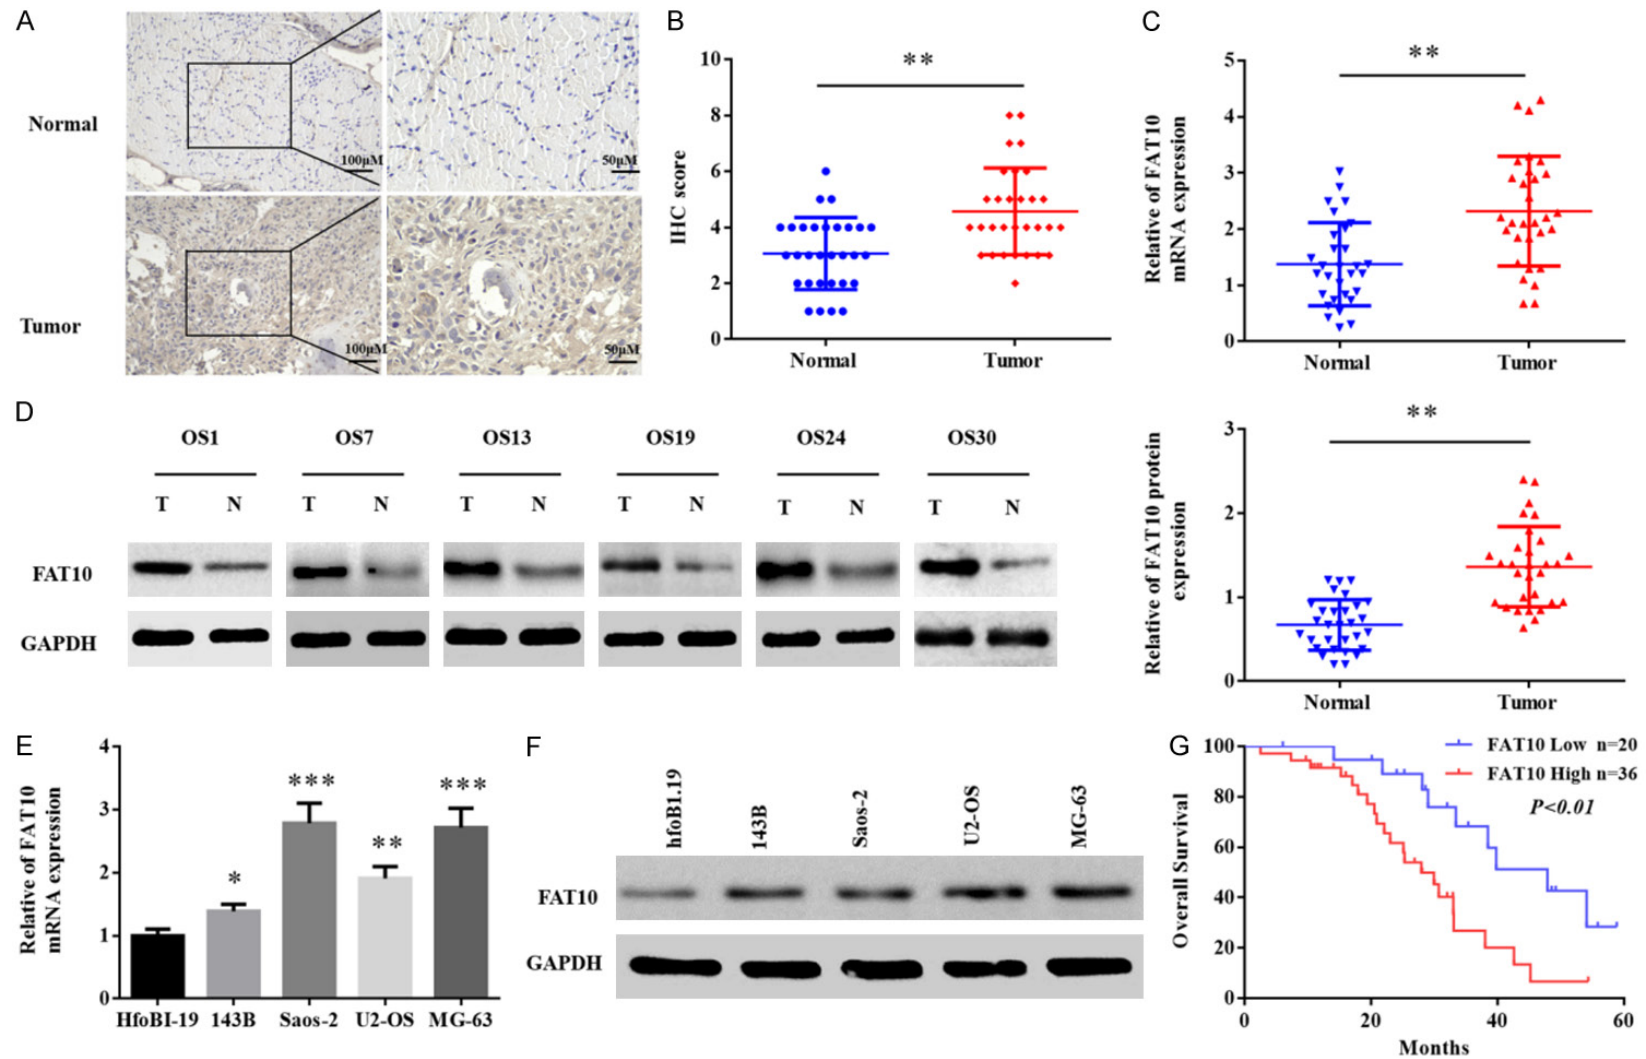 A
Normal
100μM
50μM
Tumor
100μM
50μM
B
**
IHC score
10
8
6
4
2
0
Normal
Tumor
C
**
Relative of FAT10
mRNA expression
5
4
3
2
1
0
Normal
Tumor
D
OS1
OS7
OS13
OS19
OS24
OS30
T N
T N
T N
T N
T N
T N
FAT10
GAPDH
**
Relative of FAT10 protein
expression
3
2
1
0
Normal
Tumor
E
Relative of FAT10
mRNA expression
4
3
2
1
0
*
***
**
***
HfoBI-19
143B
Saos-2
U2-OS
MG-63
F
hfoB1.19
143B
Saos-2
U2-OS
MG-63
FAT10
GAPDH
G
Overall Survival
100
80
60
40
20
0
FAT10 Low n=20
FAT10 High n=36
P<0.01
0
20
40
60
Months